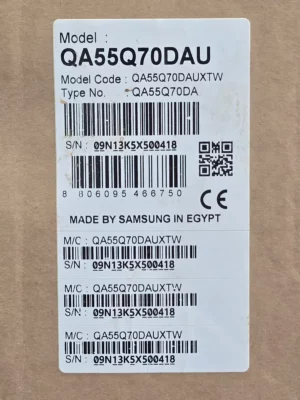 Model :
QA55Q70DAU
Model Code : QA55Q70DAUXTW
Type No. : QA55Q70DA
S/N : 09N13K5X500418
8 806095 466750
CE
MADE BY SAMSUNG IN EGYPT
M/C : QA55Q70DAUXTW
S/N : 09N13K5X500418
M/C : QA55Q70DAUXTW
S/N : 09N13K5X500418
M/C : QA55Q70DAUXTW
S/N : 09N13K5X500418